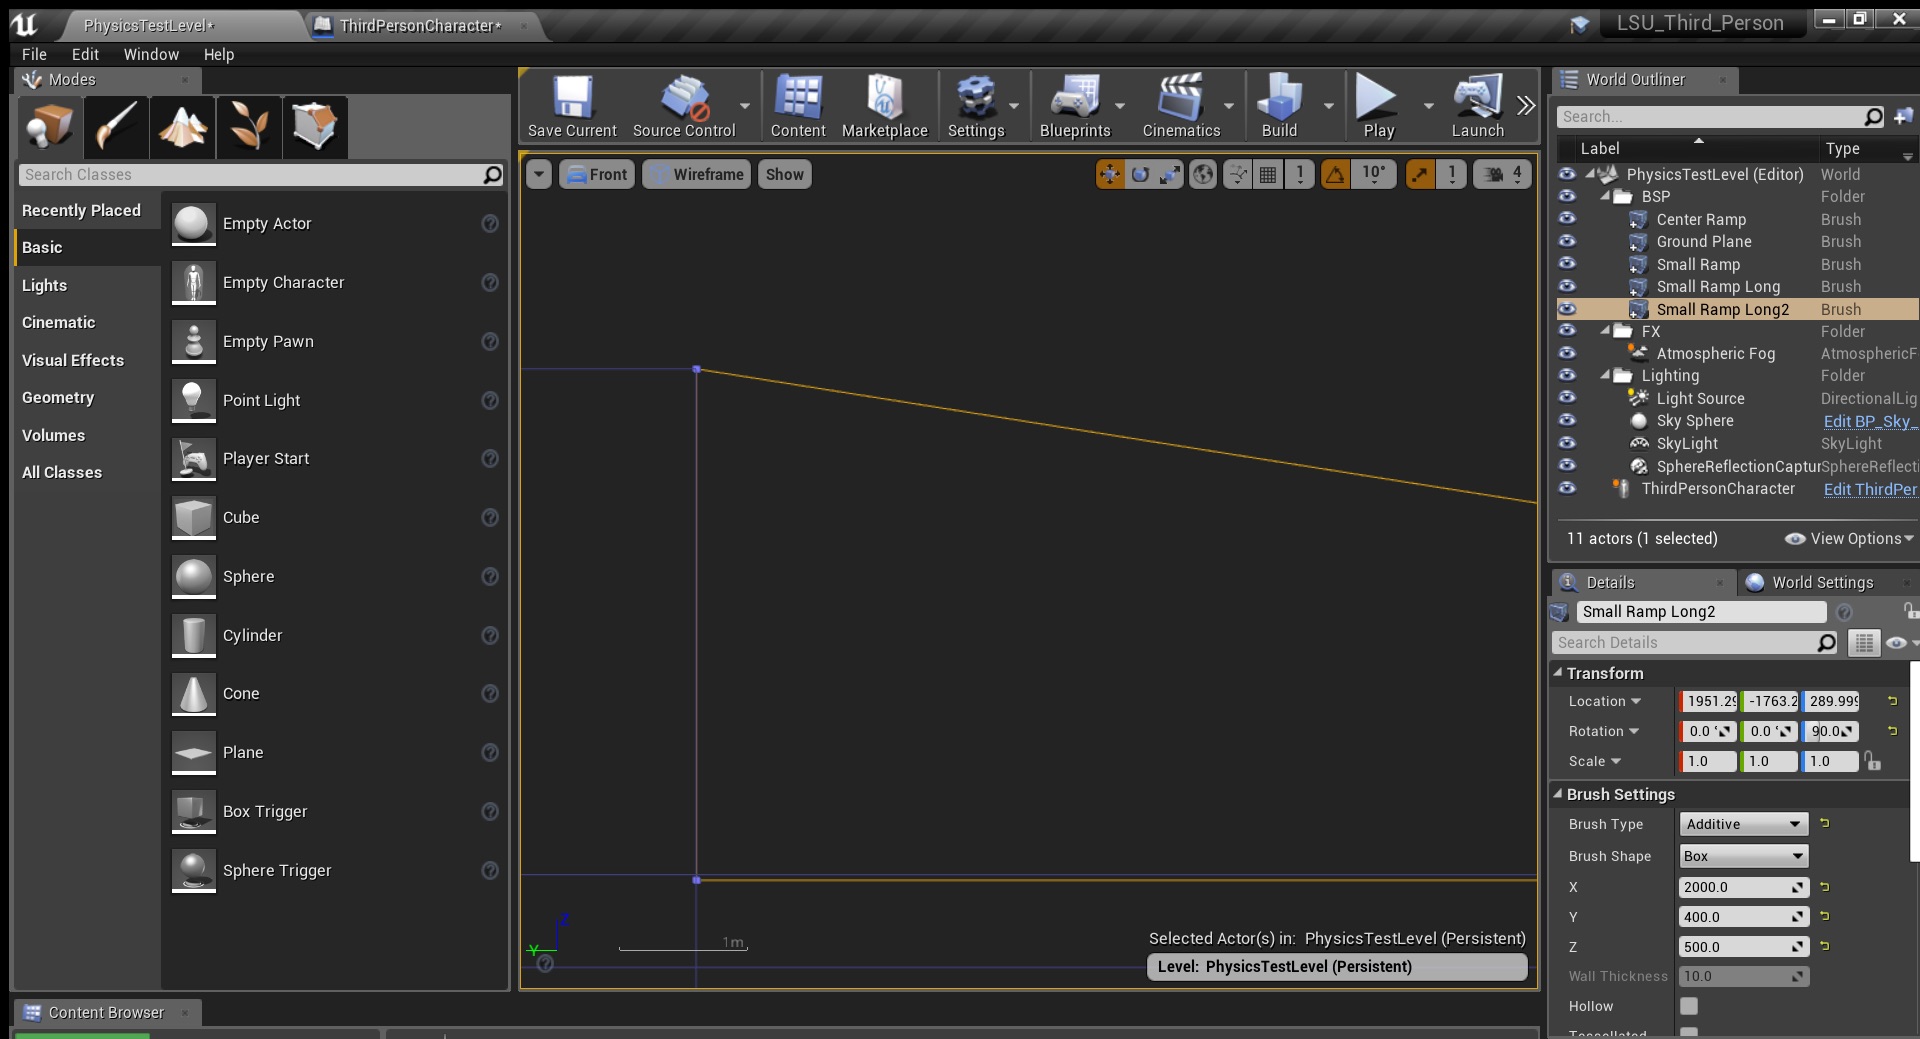 PhysicsTestLevel*
ThirdPersonCharacter*
LSU_Third_Person
File Edit Window Help
Modes
Search Classes
Recently Placed
Basic
Lights
Cinematic
Visual Effects
Geometry
Volumes
All Classes
Empty Actor
Empty Character
Empty Pawn
Point Light
Player Start
Cube
Sphere
Cylinder
Cone
Plane
Box Trigger
Sphere Trigger
Save Current
Source Control
Content
Marketplace
Settings
Blueprints
Cinematics
Build
Play
Launch
Front
Wireframe
Show
1
10°
1
4
Z
Y
1m
Selected Actor(s) in: PhysicsTestLevel (Persistent)
Level: PhysicsTestLevel (Persistent)
Content Browser
World Outliner
Search...
Label Type
PhysicsTestLevel (Editor) World
BSP Folder
Center Ramp Brush
Ground Plane Brush
Small Ramp Brush
Small Ramp Long Brush
Small Ramp Long2 Brush
FX Folder
Atmospheric Fog AtmosphericF
Lighting Folder
Light Source DirectionalLig
Sky Sphere Edit BP_Sky_
SkyLight SkyLight
SphereReflectionCaptur SphereReflecti
ThirdPersonCharacter Edit ThirdPer
11 actors (1 selected)
View Options
Details
World Settings
Small Ramp Long2
Search Details
Transform
Location 1951.29 -1763.2 289.999
Rotation 0.0 ° 0.0 ° 90.0
Scale 1.0 1.0 1.0
Brush Settings
Brush Type Additive
Brush Shape Box
X 2000.0
Y 400.0
Z 500.0
Wall Thickness 10.0
Hollow
Tessellated